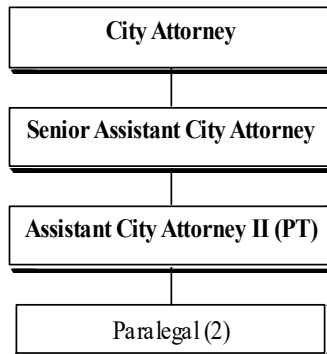 City Attorney
Senior Assistant City Attorney
Assistant City Attorney II (PT)
Paralegal (2)